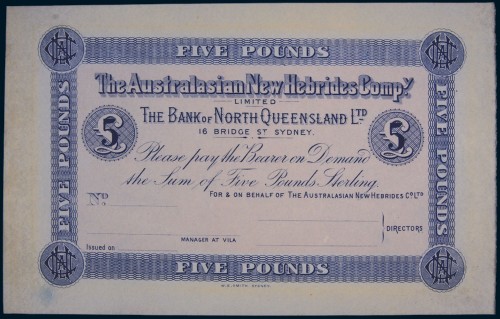 FIVE POUNDS
The Australasian New Hebrides Compy
LIMITED
THE BANK OF NORTH QUEENSLAND LTD
16 BRIDGE ST SYDNEY.
£5
£5
Please pay the Bearer on Demand
the Sum of Five Pounds Sterling.
FOR & ON BEHALF OF THE AUSTRALASIAN NEW HEBRIDES CO LTD
No
MANAGER AT VILA
DIRECTORS
Issued on
FIVE POUNDS
FIVE POUNDS
FIVE POUNDS
W.E. SMITH, SYDNEY